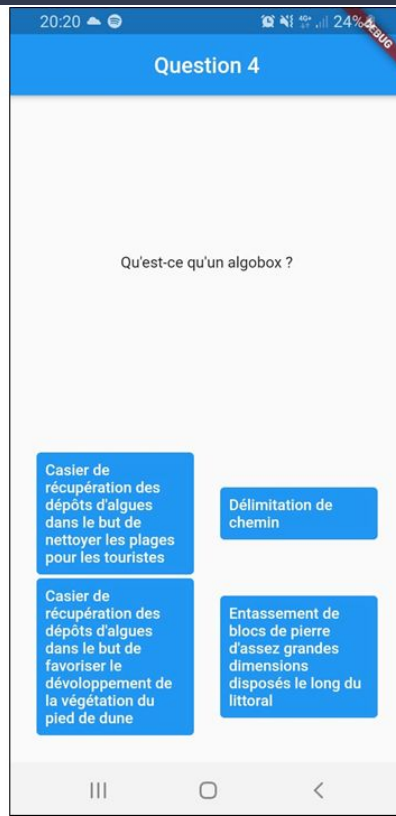 20:20
24%
DEBUG
Question 4
Qu'est-ce qu'un algobox ?
Casier de
récupération des
dépôts d'algues
dans le but de
nettoyer les plages
pour les touristes
Délimitation de
chemin
Casier de
récupération des
dépôts d'algues
dans le but de
favoriser le
dévoloppement de
la végétation du
pied de dune
Entassement de
blocs de pierre
d'assez grandes
dimensions
disposés le long du
littoral